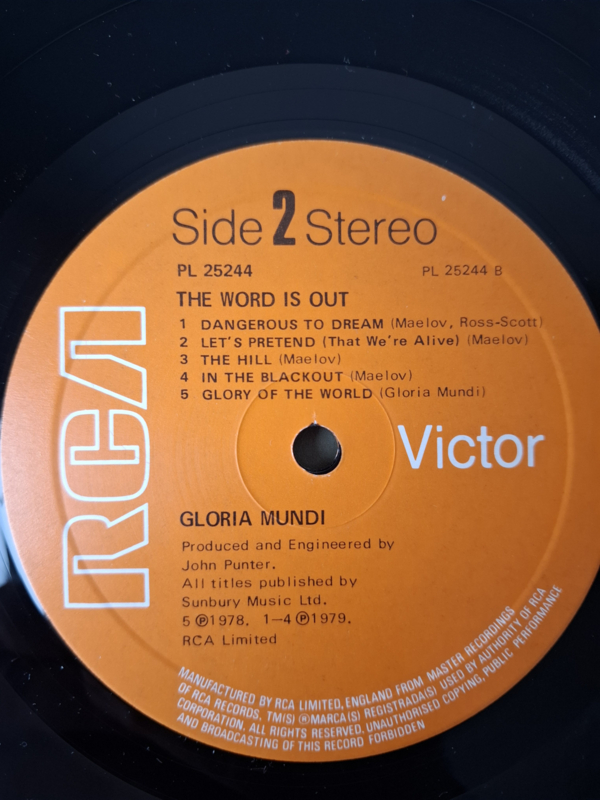 Side 2 Stereo
PL 25244
PL 25244 B
THE WORD IS OUT
1 DANGEROUS TO DREAM (Maelov, Ross-Scott)
2 LET'S PRETEND (That We're Alive) (Maelov)
3 THE HILL (Maelov)
4 IN THE BLACKOUT (Maelov)
5 GLORY OF THE WORLD (Gloria Mundi)
RCA
Victor
GLORIA MUNDI
Produced and Engineered by
John Punter.
All titles published by
Sunbury Music Ltd.
5 ℗1978. 1—4 ℗1979.
RCA Limited
MANUFACTURED BY RCA LIMITED, ENGLAND FROM MASTER RECORDINGS
OF RCA RECORDS. TM(S) ® MARCA(S) REGISTRADA(S) USED BY AUTHORITY OF RCA
CORPORATION. ALL RIGHTS RESERVED. UNAUTHORISED COPYING, PUBLIC PERFORMANCE
AND BROADCASTING OF THIS RECORD FORBIDDEN